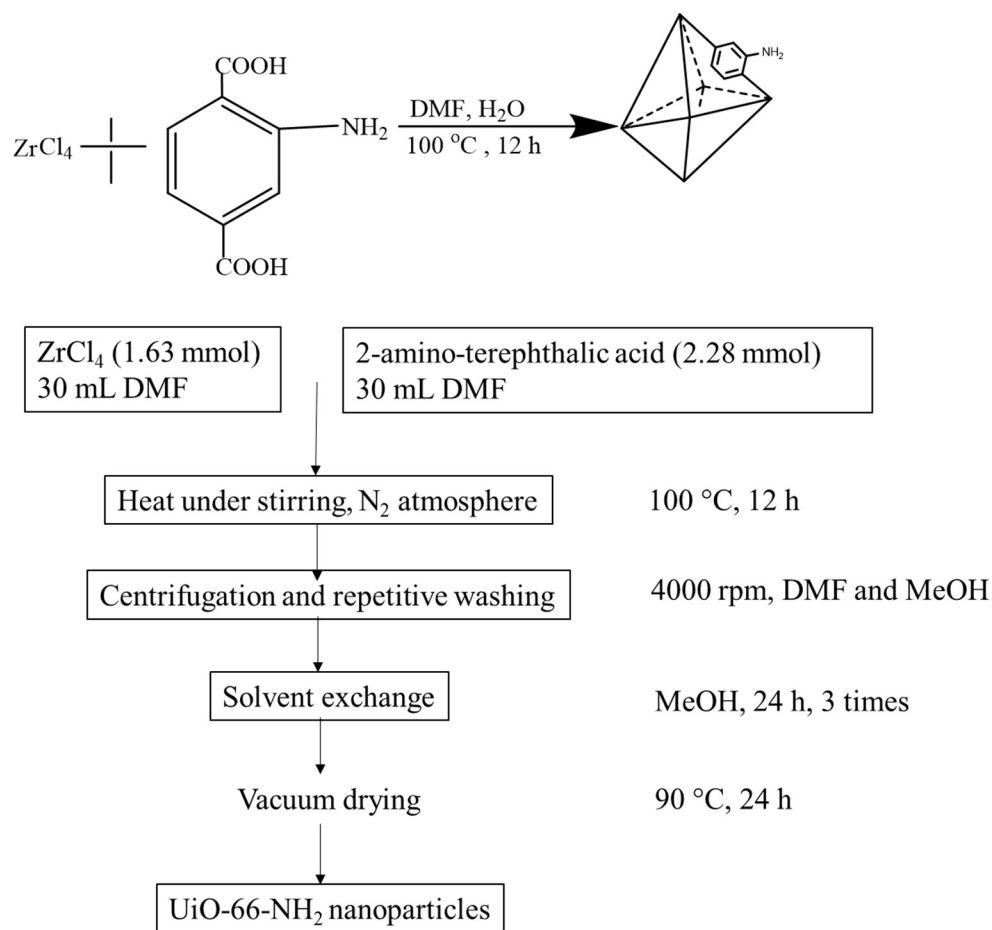 COOH
ZrCl4
NH2
COOH
DMF, H2O
100 °C , 12 h
NH2
ZrCl4 (1.63 mmol)
30 mL DMF
2-amino-terephthalic acid (2.28 mmol)
30 mL DMF
Heat under stirring, N2 atmosphere
100 °C, 12 h
Centrifugation and repetitive washing
4000 rpm, DMF and MeOH
Solvent exchange
MeOH, 24 h, 3 times
Vacuum drying
90 °C, 24 h
UiO-66-NH2 nanoparticles